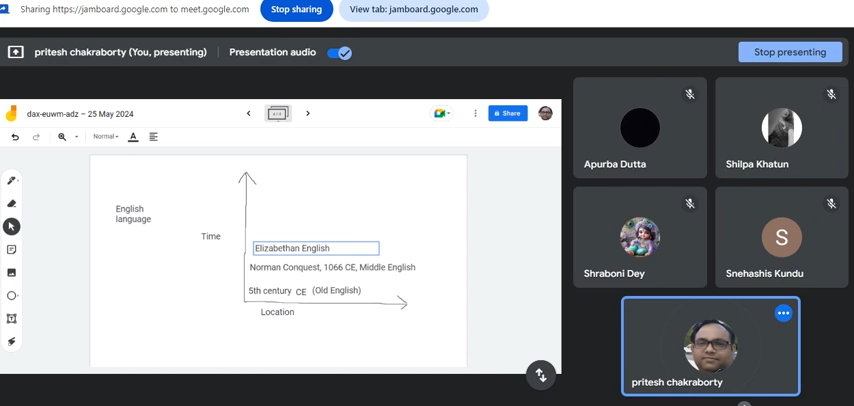 Sharing https://jamboard.google.com to meet.google.com
Stop sharing
View tab: jamboard.google.com
pritesh chakraborty (You, presenting)
Presentation audio
Stop presenting
dax-euwm-adz – 25 May 2024
Share
Normal
A
English
language
Time
Elizabethan English
Norman Conquest, 1066 CE, Middle English
5th century CE (Old English)
Location
Apurba Dutta
Shilpa Khatun
Shraboni Dey
S
Snehashis Kundu
pritesh chakraborty